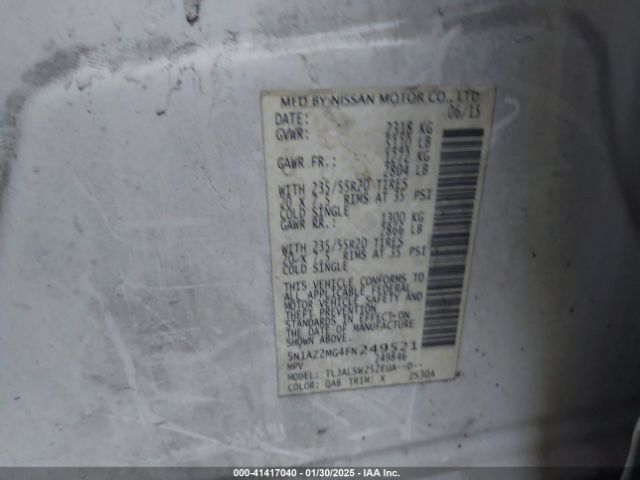 MFD BY NISSAN MOTOR CO., LTD.
DATE: 06/15
GVWR: 2318 KG
5110 LB
GAWR FR.: 1272 KG
2804 LB
WITH 235/55R20 TIRES
20 X 7.5 RIMS AT 35 PSI
COLD SINGLE
GAWR RR.: 1300 KG
2866 LB
WITH 235/55R20 TIRES
20 X 7.5 RIMS AT 35 PSI
COLD SINGLE
THIS VEHICLE CONFORMS TO
ALL APPLICABLE FEDERAL
MOTOR VEHICLE SAFETY AND
THEFT PREVENTION
STANDARDS IN EFFECT ON
THE DATE OF MANUFACTURE
SHOWN ABOVE.
5N1AZ2MG4FN249521
MPV 249846
MODEL: TLJALSWZ52EUA--D--
COLOR: QAB TRIM: X 2530A
000-41417040 - 01/30/2025 - IAA Inc.